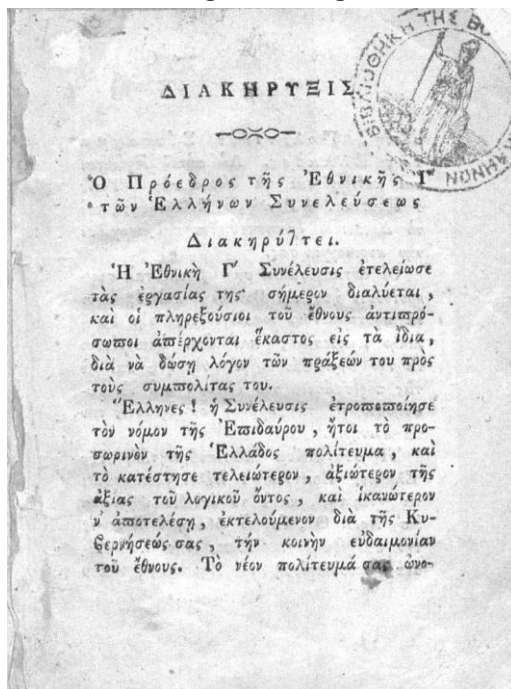 ΔΙΑΚΗΡΥΞΙΣ
Ὁ Πρόεδρος τῆς Ἐθνικῆς Γ'
τῶν Ἑλλήνων Συνελεύσεως
Διακηρύττει.
Ἡ Ἐθνικὴ Γ' Συνέλευσις ἐτελείωσε
τὰς ἐργασίας της· σήμερον διαλύεται,
καὶ οἱ πληρεξούσιοι τοῦ ἔθνους ἀντιπρό-
σωποι ἀπέρχονται ἕκαστος εἰς τὰ ἴδια,
διὰ νὰ δώσῃ λόγον τῶν πράξεών του πρὸς
τοὺς συμπολίτας του.
Ἕλληνες! ἡ Συνέλευσις ἐτροποποίησε
τὸν νόμον τῆς Ἐπιδαύρου, ἤτοι τὸ προ-
σωρινὸν τῆς Ἑλλάδος πολίτευμα, καὶ
τὸ κατέστησε τελειώτερον, ἀξιώτερον τῆς
ἀξίας τοῦ λογικοῦ ὄντος, καὶ ἱκανώτερον
ν' ἀποτελέσῃ, ἐκτελούμενον διὰ τῆς Κυ-
βερνήσεώς σας, τὴν κοινὴν εὐδαιμονίαν
τοῦ ἔθνους. Τὸ νέον πολίτευμά σας ὠνο-
ΒΙΒΛΙΟΘΗΚΗ ΤΗΣ ΒΟ
ΗΝΩΝ